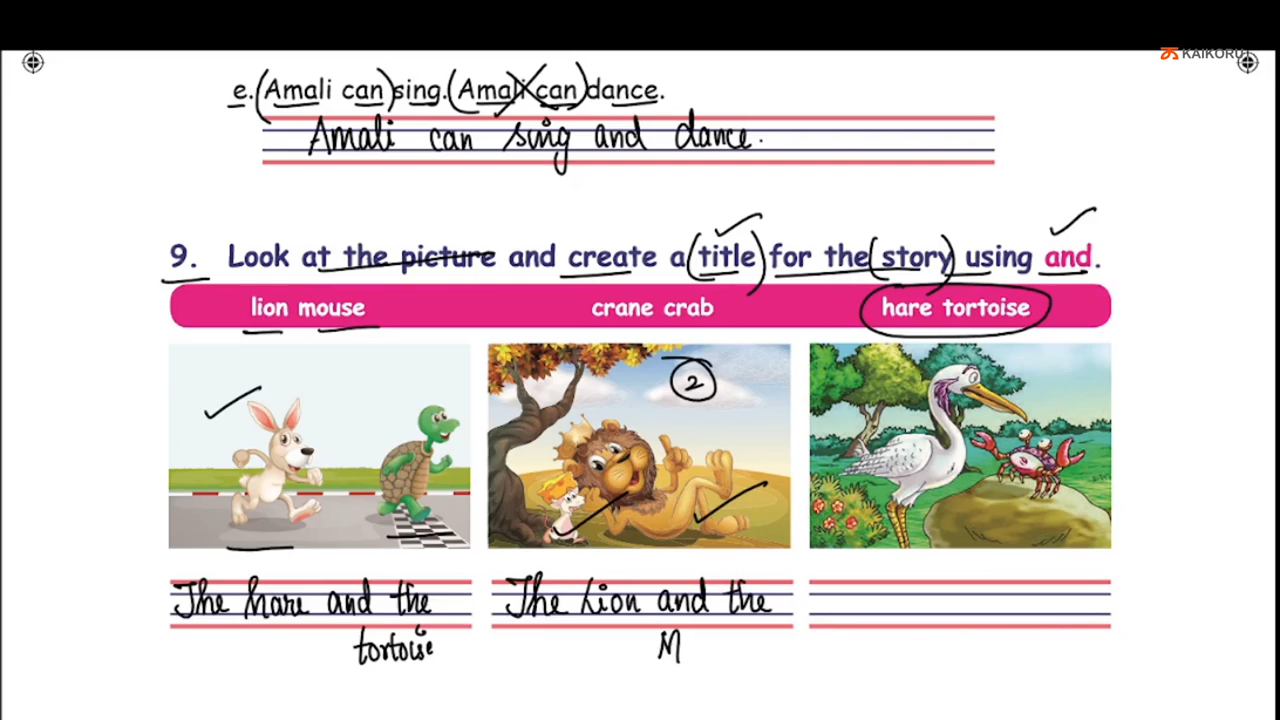 KAIKORU
e. Amali can sing. Amali can dance.
Amali can sing and dance.
9. Look at the picture and create a title for the story using and.
lion mouse crane crab hare tortoise
2
The hare and the
tortoise
The Lion and the
M